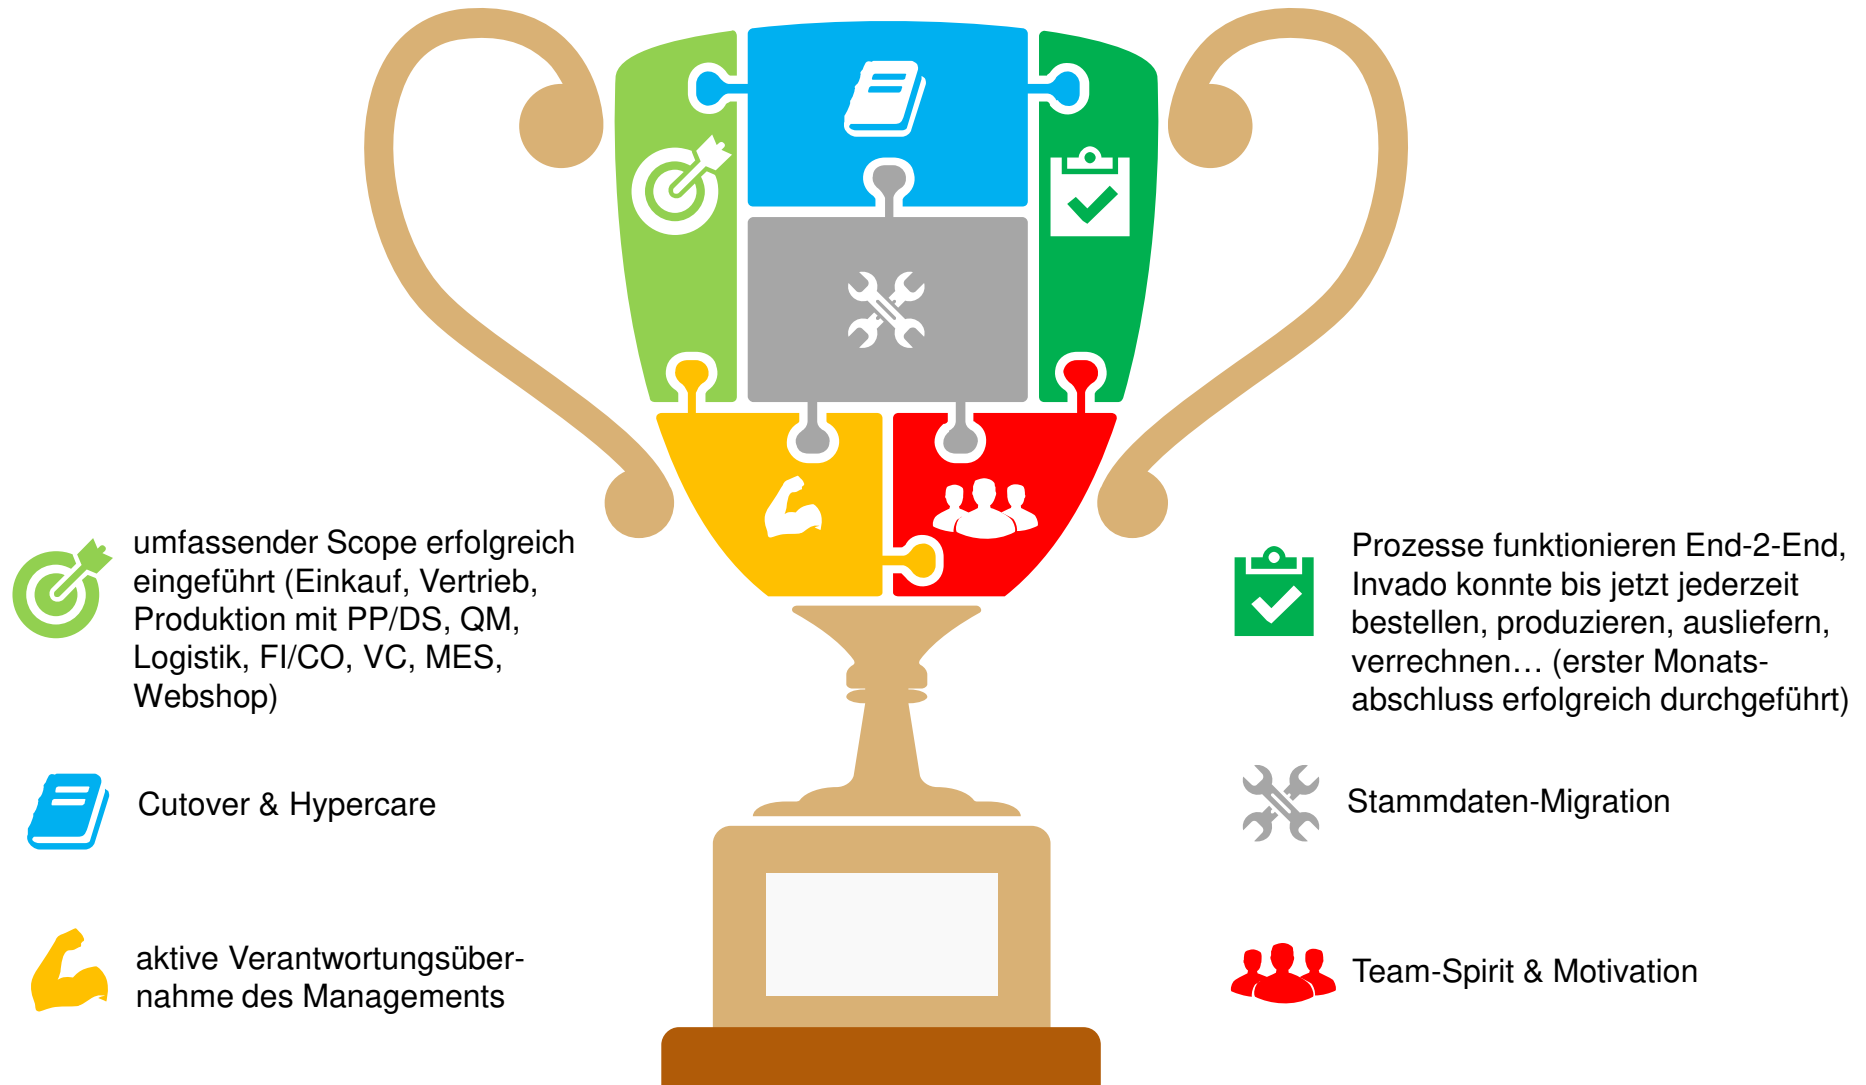 umfassender Scope erfolgreich
eingeführt (Einkauf, Vertrieb,
Produktion mit PP/DS, QM,
Logistik, FI/CO, VC, MES,
Webshop)
Cutover & Hypercare
aktive Verantwortungsüber-
nahme des Managements
Prozesse funktionieren End-2-End,
Invado konnte bis jetzt jederzeit
bestellen, produzieren, ausliefern,
verrechnen… (erster Monats-
abschluss erfolgreich durchgeführt)
Stammdaten-Migration
Team-Spirit & Motivation